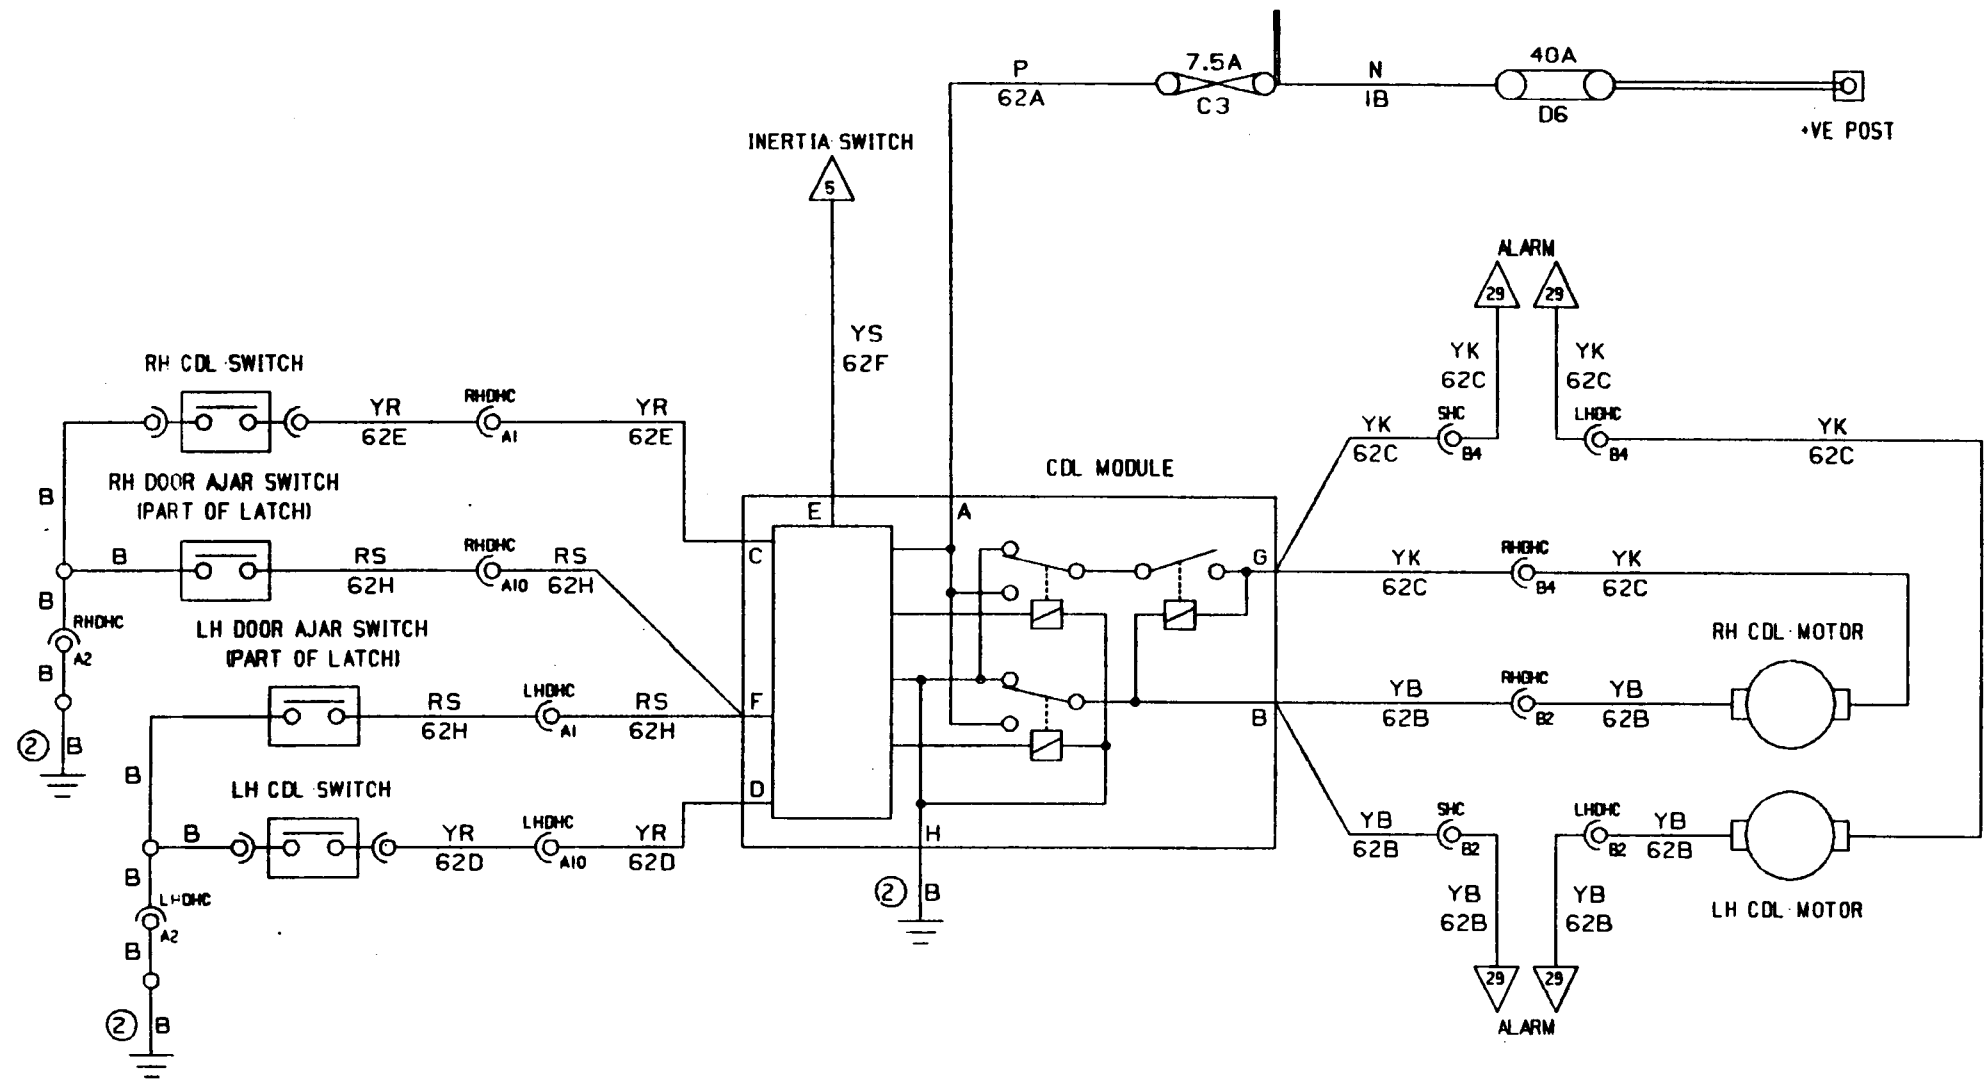 40A
7.5A
P
N
62A
C3
1B
D6
+VE POST
INERTIA SWITCH
5
ALARM
29
29
YS
62F
YK
62C
YK
62C
RH CDL SWITCH
YR
62E
RHDHC
A1
YR
62E
SHC
YK
62C
B4
LHDHC
B4
YK
62C
CDL MODULE
RH DOOR AJAR SWITCH
(PART OF LATCH)
B
E
A
B
RS
62H
RHDHC
A10
RS
62H
C
G
YK
62C
RHDHC
B4
YK
62C
B
RHDHC
A2
B
LH DOOR AJAR SWITCH
(PART OF LATCH)
RH CDL MOTOR
RS
62H
LHDHC
A1
RS
62H
F
B
YB
62B
RHDHC
B2
YB
62B
2
B
B
LH CDL SWITCH
D
B
YR
62D
LHDHC
A10
YR
62D
H
YB
62B
SHC
B2
LHDHC
B2
YB
62B
B
LHDHC
A2
B
2
B
YB
62B
YB
62B
LH CDL MOTOR
29
29
ALARM
2
B